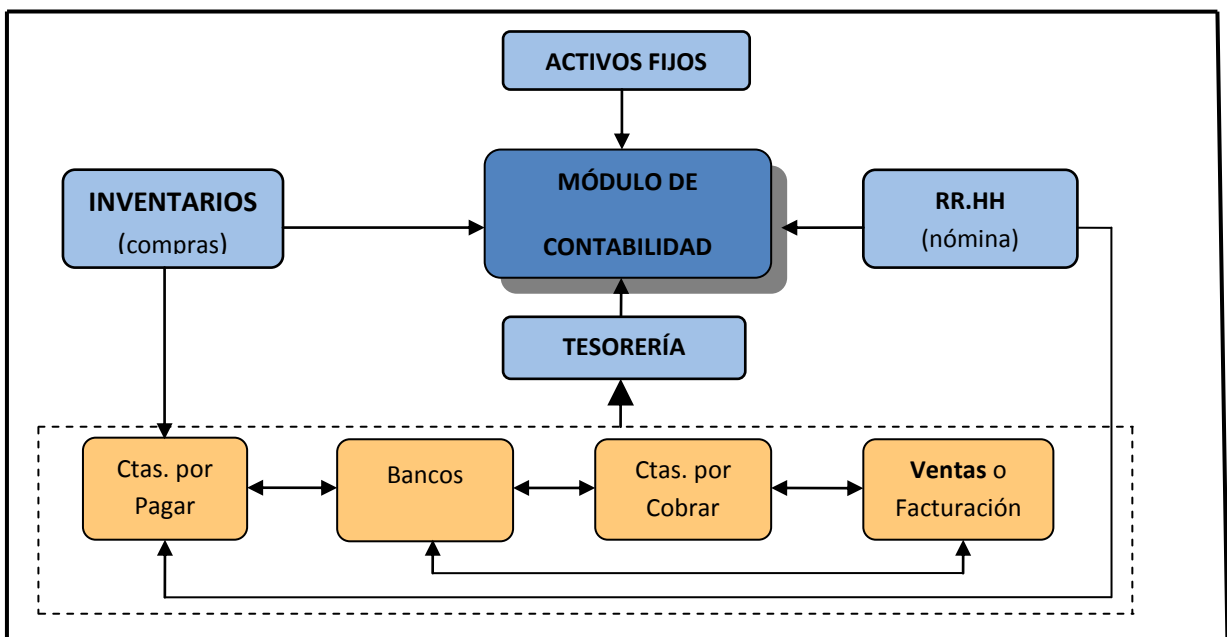 ACTIVOS FIJOS
MÓDULO DE
CONTABILIDAD
INVENTARIOS
(compras)
RR.HH
(nómina)
TESORERÍA
Ctas. por
Pagar
Bancos
Ctas. por
Cobrar
Ventas o
Facturación